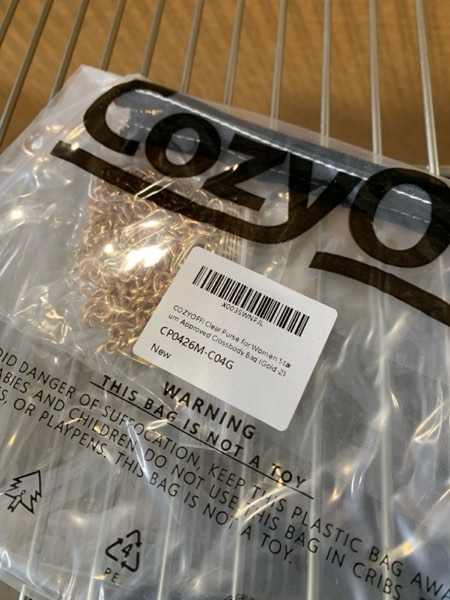 CozyO
X003SWNPJL
COZYOFFI Clear Purse for Women Star
um Approved Crossbody Bag (Gold-2)
CP0426M-C04G
New
WARNING
THIS BAG IS NOT A TOY
OID DANGER OF SUFFOCATION, KEEP THIS PLASTIC BAG AWA
ABIES AND CHILDREN. DO NOT USE THIS BAG IN CRIBS
S, OR PLAYPENS. THIS BAG IS NOT A TOY.
4
PE